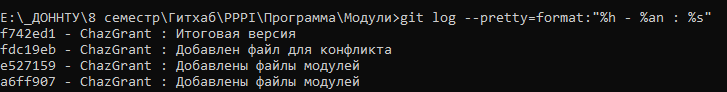 E:\_ДОННТУ\8 семестр\Гитхаб\PPPI\Программа\Модули>git log --pretty=format:"%h - %an : %s"
f742ed1 - ChazGrant : Итоговая версия
fdc19eb - ChazGrant : Добавлен файл для конфликта
e527159 - ChazGrant : Добавлены файлы модулей
a6ff907 - ChazGrant : Добавлены файлы модулей